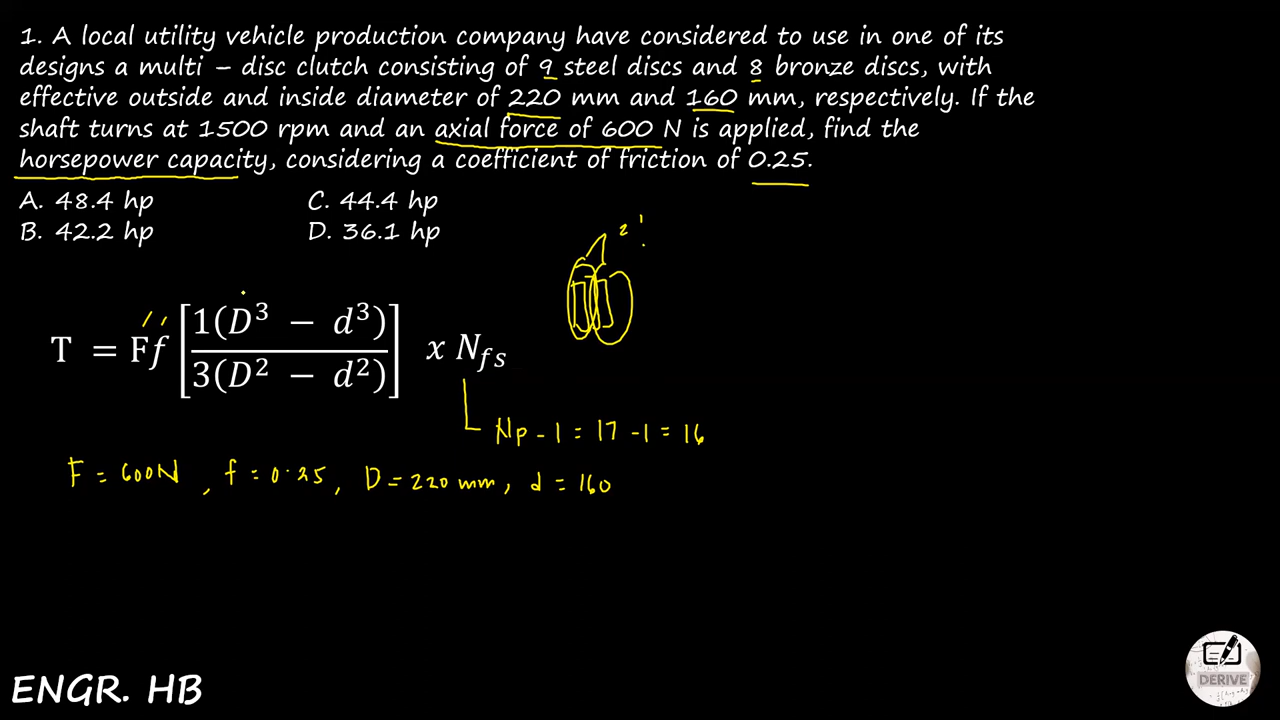 1. A local utility vehicle production company have considered to use in one of its
designs a multi – disc clutch consisting of 9 steel discs and 8 bronze discs, with
effective outside and inside diameter of 220 mm and 160 mm, respectively. If the
shaft turns at 1500 rpm and an axial force of 600 N is applied, find the
horsepower capacity, considering a coefficient of friction of 0.25.
A. 48.4 hp C. 44.4 hp
B. 42.2 hp D. 36.1 hp
2
T = Ff [1(D³ − d³) / 3(D² − d²)] x N_fs
Np - 1 = 17 - 1 = 16
F = 600N , f = 0.25 , D = 220 mm , d = 160
ENGR. HB
DERIVE